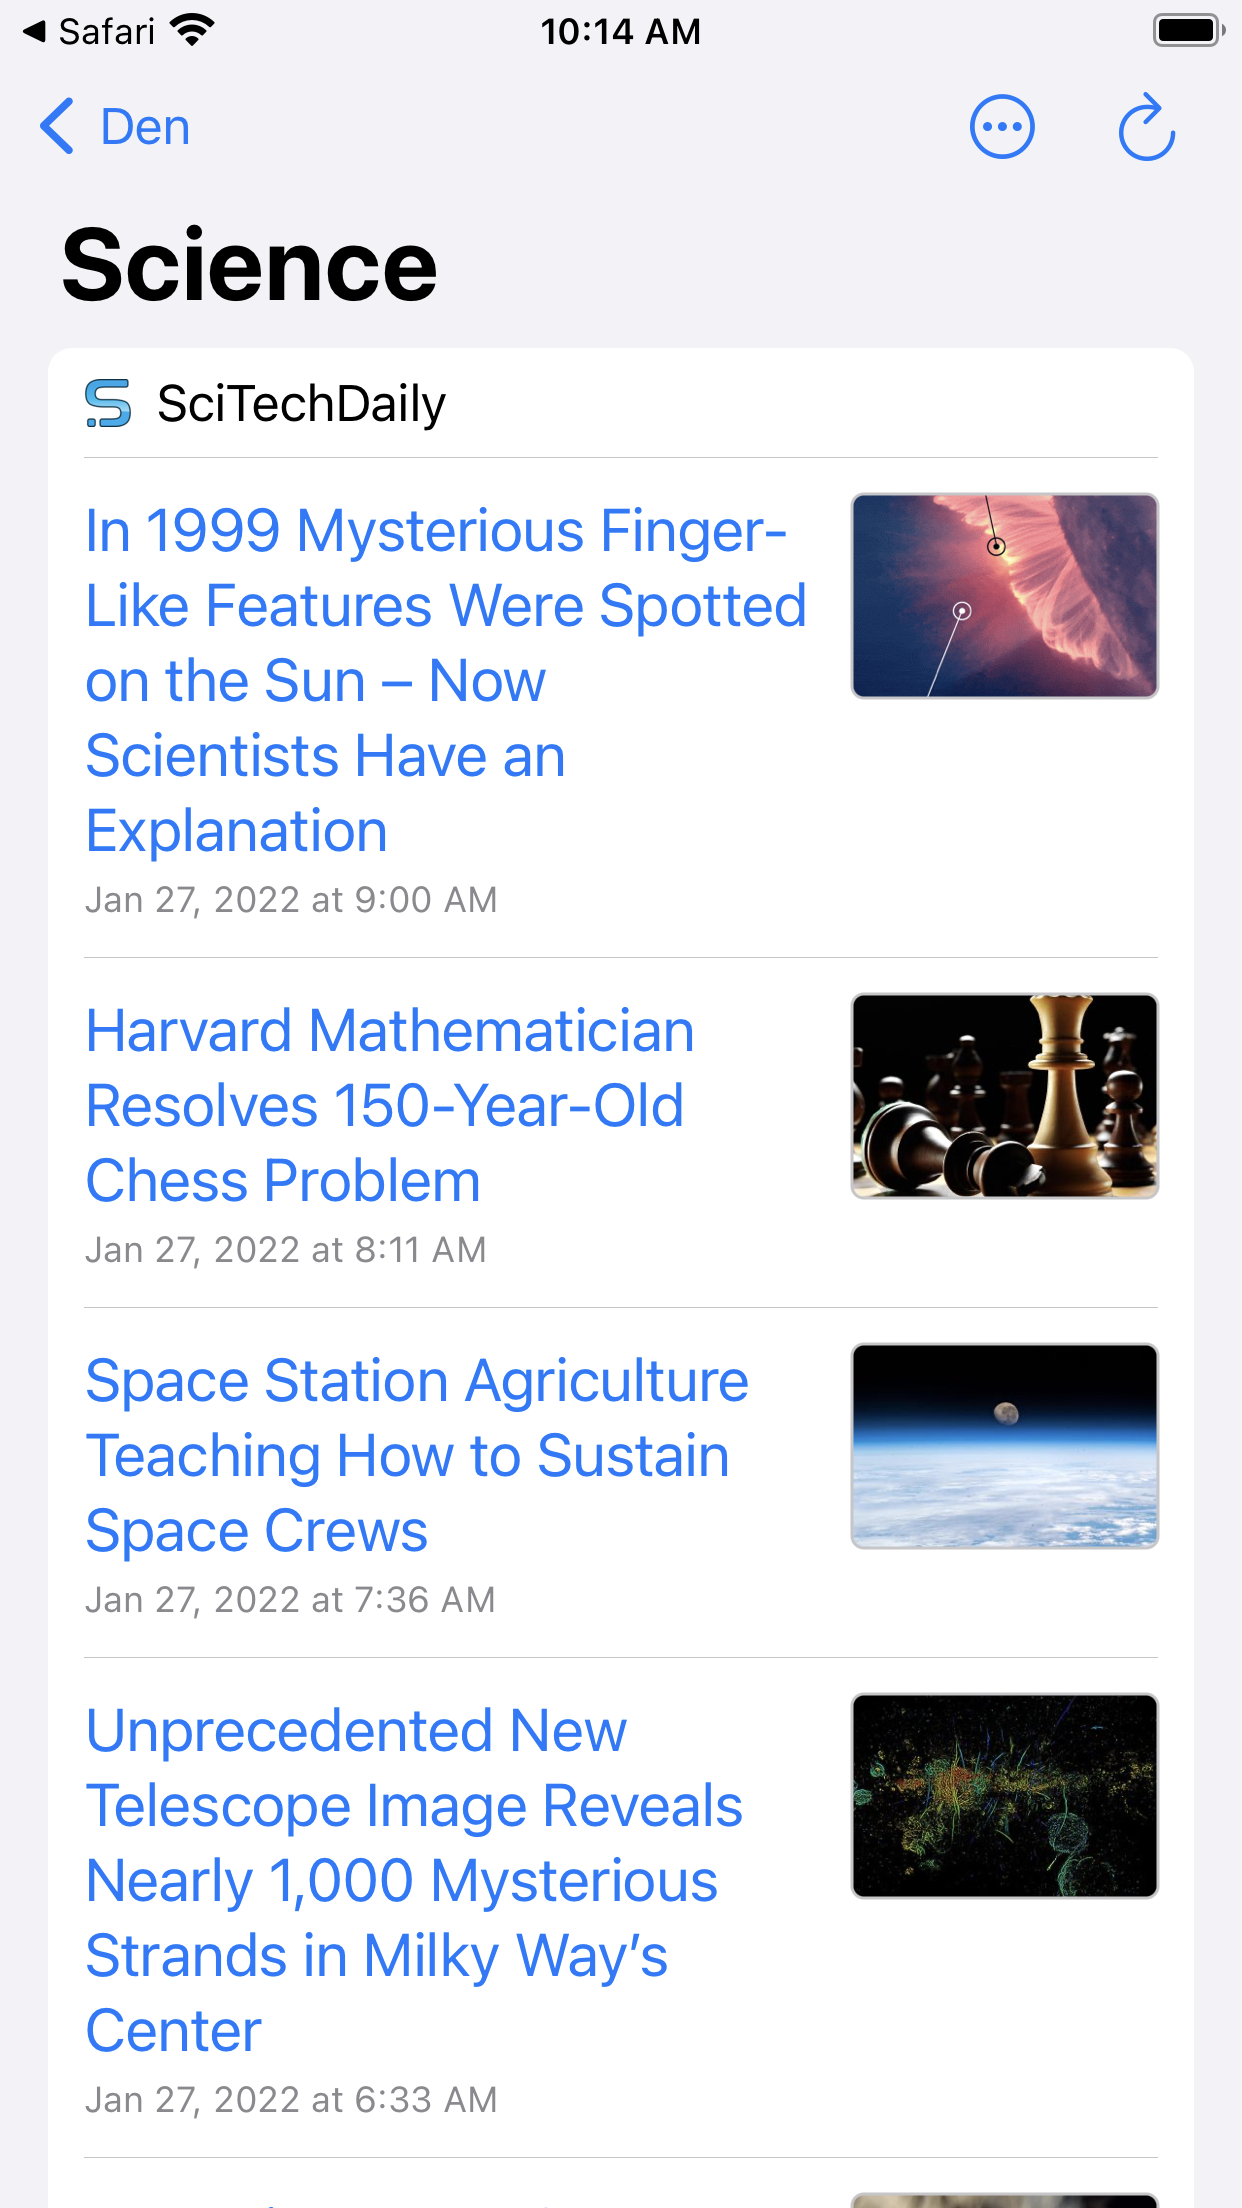 Safari
10:14 AM
Den
Science
SciTechDaily
In 1999 Mysterious Finger-
Like Features Were Spotted
on the Sun – Now
Scientists Have an
Explanation
Jan 27, 2022 at 9:00 AM
Harvard Mathematician
Resolves 150-Year-Old
Chess Problem
Jan 27, 2022 at 8:11 AM
Space Station Agriculture
Teaching How to Sustain
Space Crews
Jan 27, 2022 at 7:36 AM
Unprecedented New
Telescope Image Reveals
Nearly 1,000 Mysterious
Strands in Milky Way’s
Center
Jan 27, 2022 at 6:33 AM